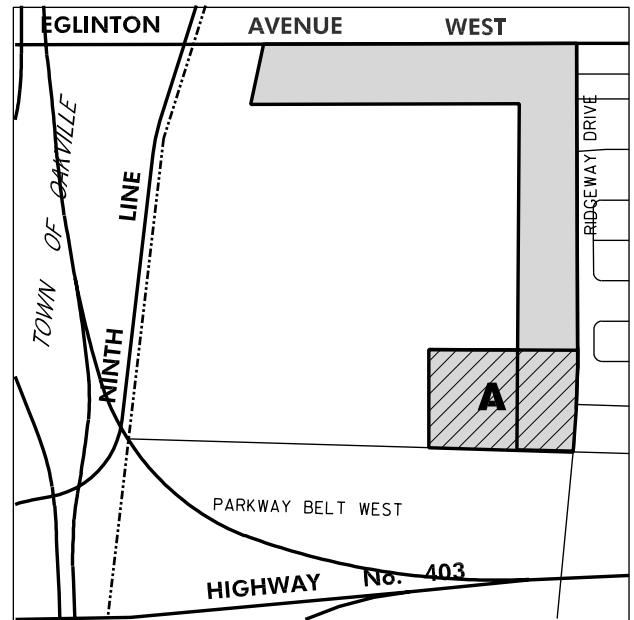 EGLINTON AVENUE WEST
RIDGEWAY DRIVE
TOWN OF OAKVILLE
NINTH LINE
A
PARKWAY BELT WEST
HIGHWAY No. 403